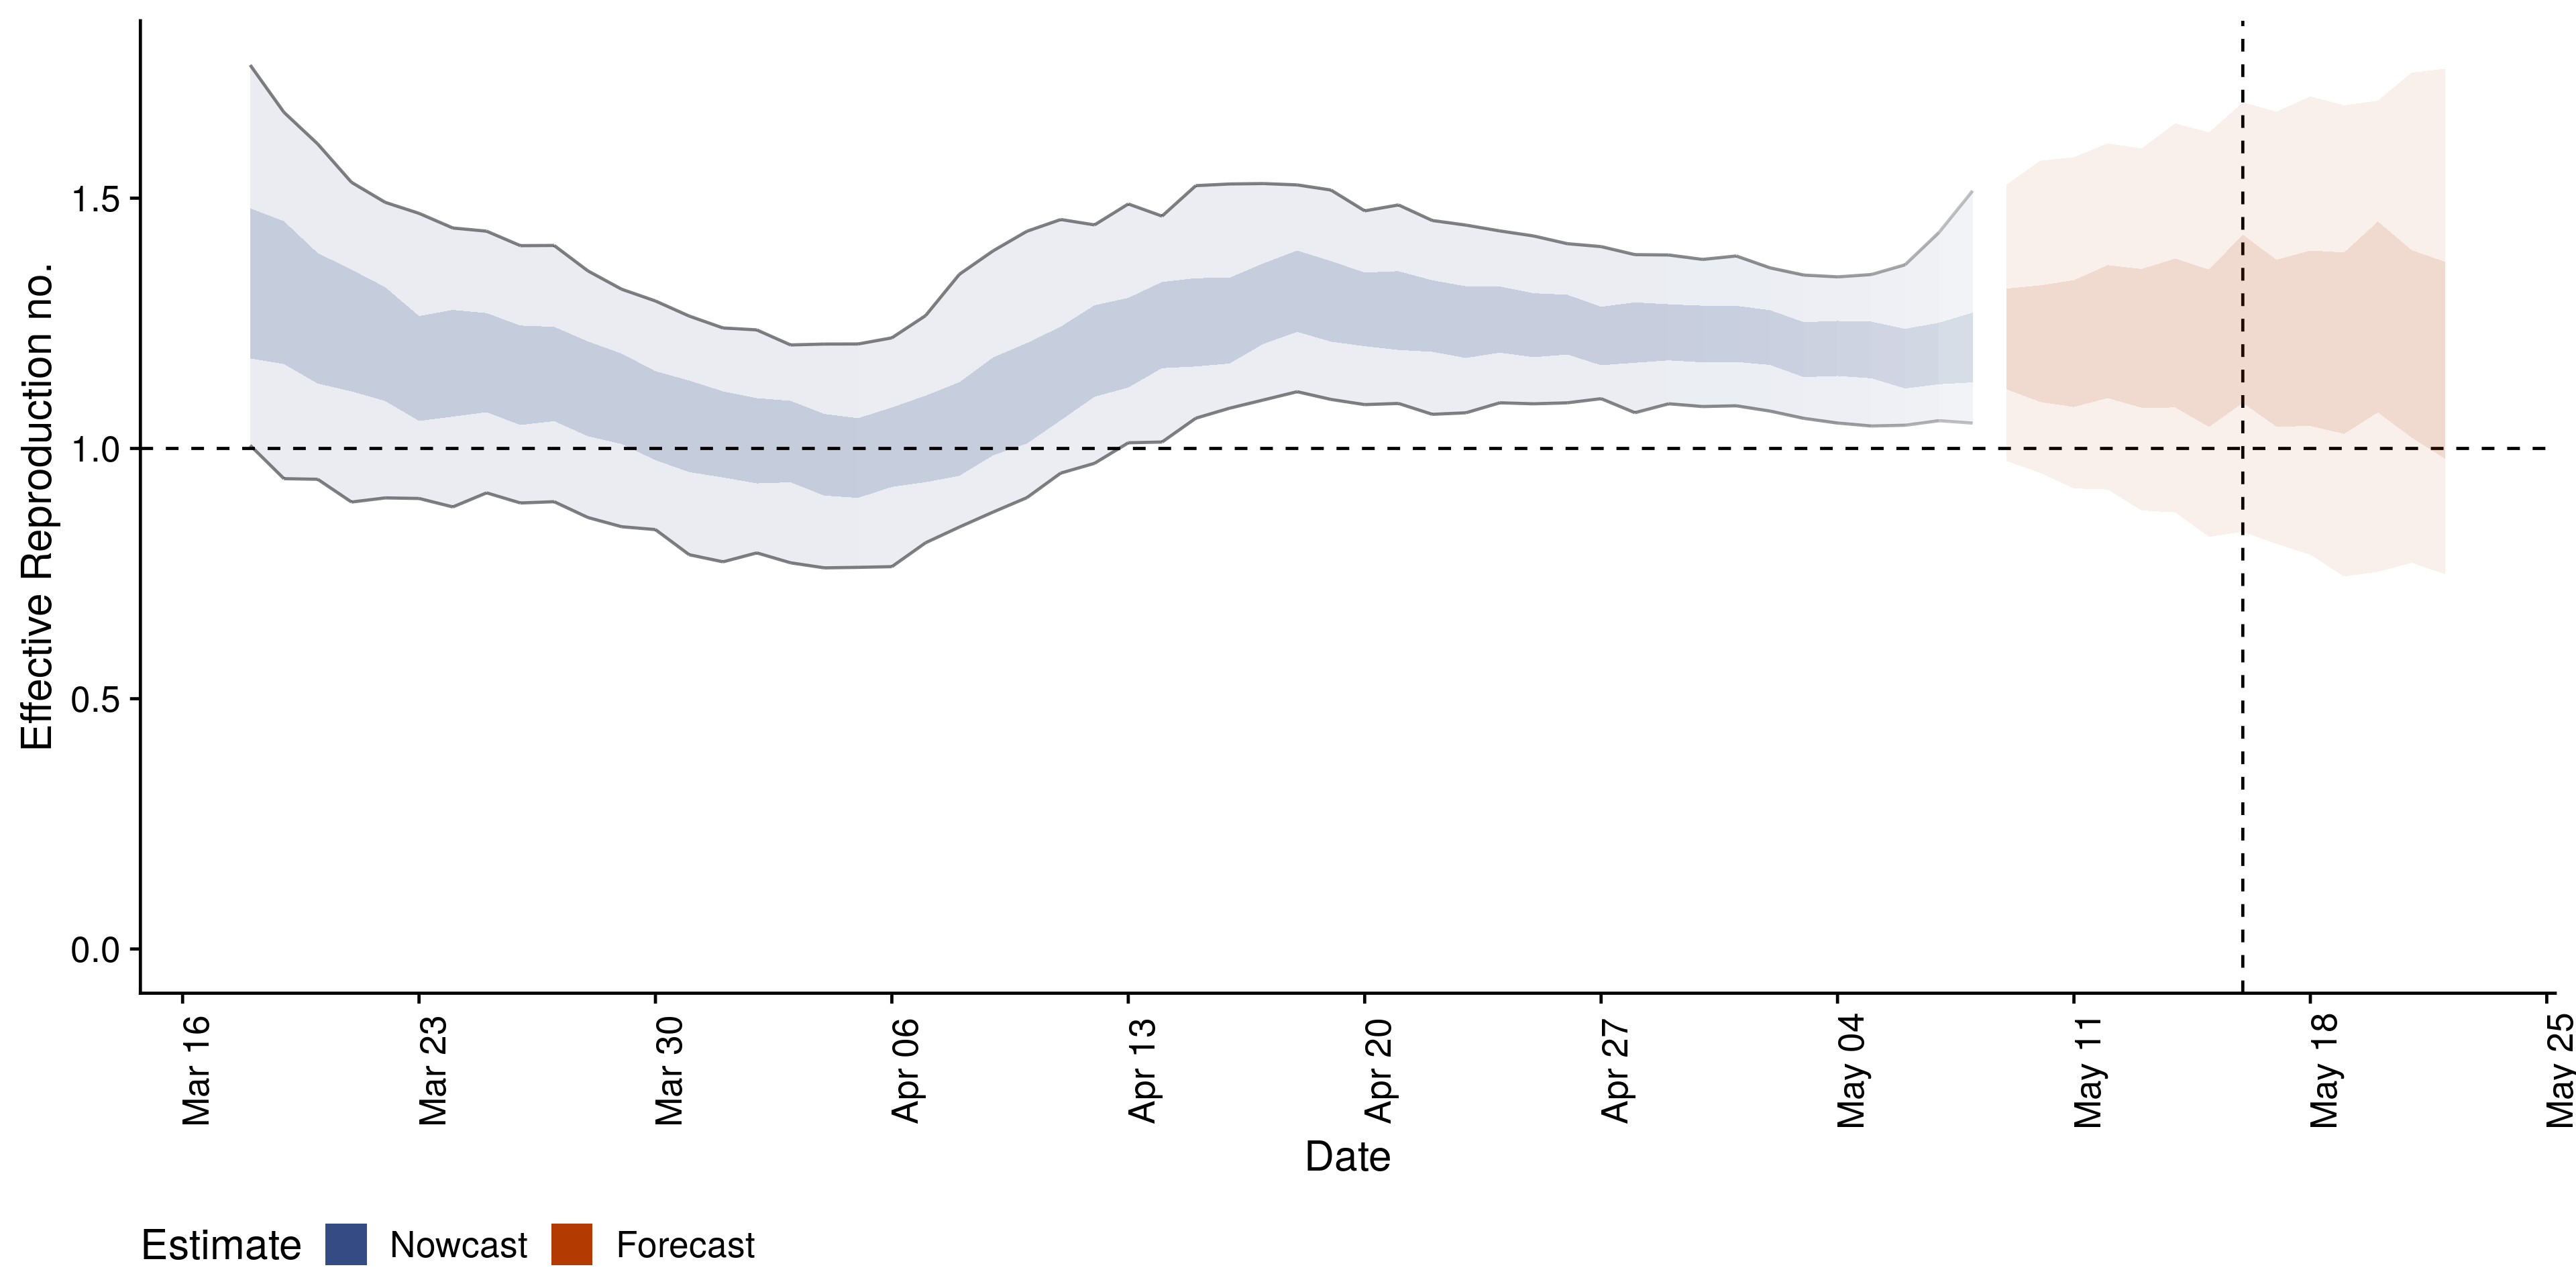 Effective Reproduction no.
1.5
1.0
0.5
0.0
Mar 16
Mar 23
Mar 30
Apr 06
Apr 13
Apr 20
Apr 27
May 04
May 11
May 18
May 25
Date
Estimate Nowcast Forecast